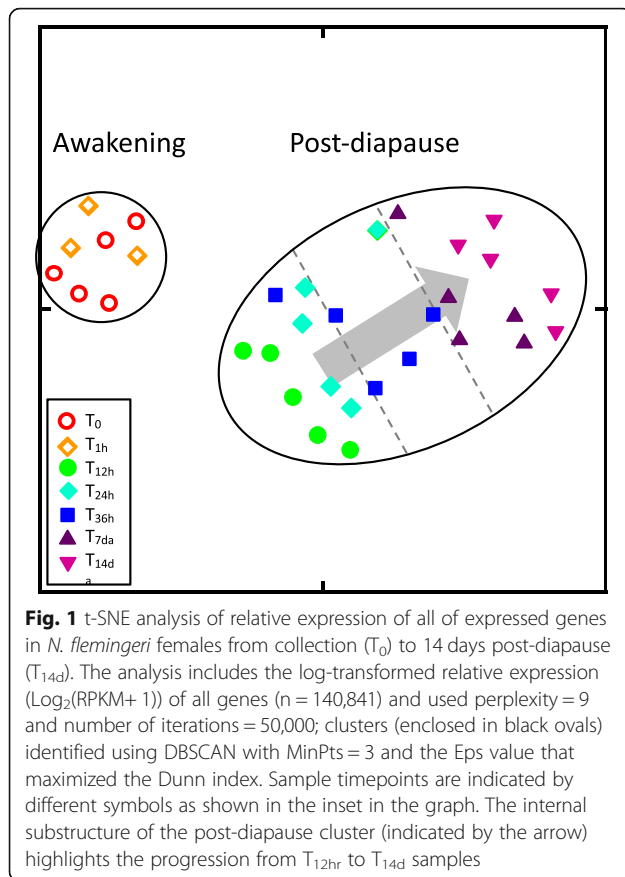 Awakening
Post-diapause
T0
T1h
T12h
T24h
T36h
T7da
T14d
a
Fig. 1 t-SNE analysis of relative expression of all of expressed genes
in N. flemingeri females from collection (T0) to 14 days post-diapause
(T14d). The analysis includes the log-transformed relative expression
(Log2(RPKM+ 1)) of all genes (n = 140,841) and used perplexity = 9
and number of iterations = 50,000; clusters (enclosed in black ovals)
identified using DBSCAN with MinPts = 3 and the Eps value that
maximized the Dunn index. Sample timepoints are indicated by
different symbols as shown in the inset in the graph. The internal
substructure of the post-diapause cluster (indicated by the arrow)
highlights the progression from T12hr to T14d samples